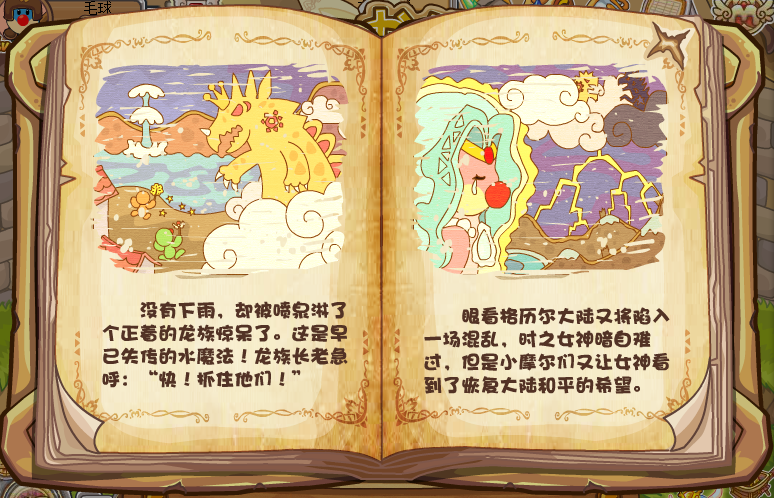 毛球
没有下雨，却被喷泉淋了
个正着的龙族惊呆了。这是早
已失传的水魔法！龙族长老急
呼：“快！抓住他们！”
眼看格历尔大陆又将陷入
一场混乱，时之女神暗自难
过，但是小摩尔们又让女神看
到了恢复大陆和平的希望。